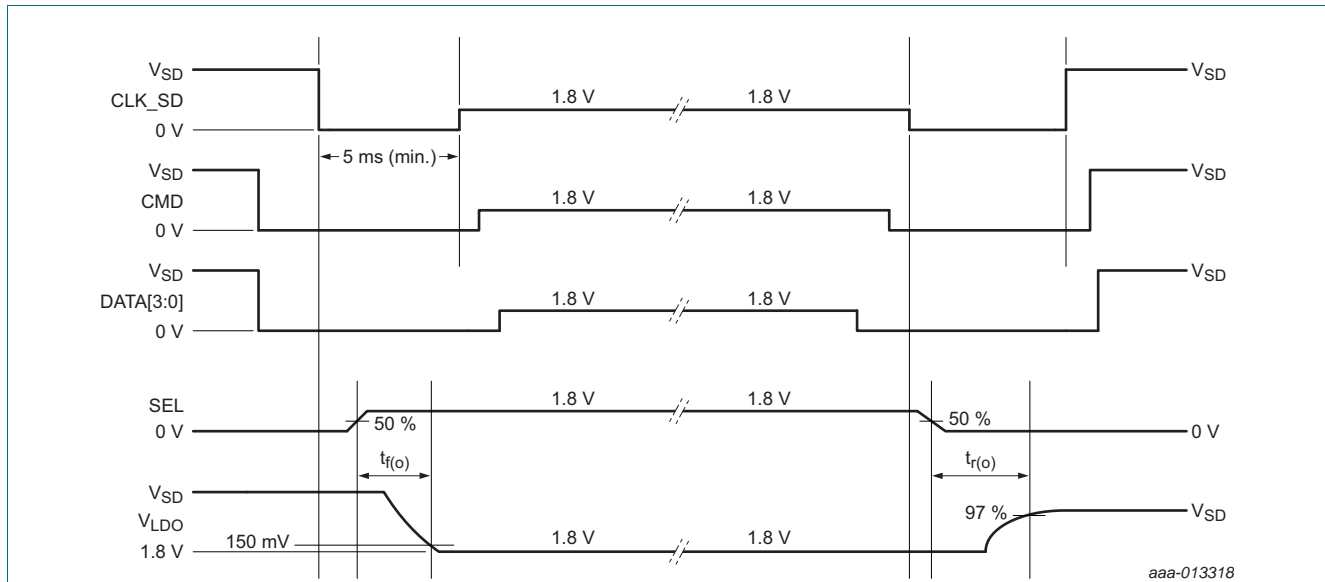 VSD
CLK_SD
0 V
1.8 V
1.8 V
VSD
5 ms (min.)
VSD
CMD
0 V
1.8 V
1.8 V
VSD
VSD
DATA[3:0]
0 V
1.8 V
1.8 V
VSD
SEL
0 V
50 %
1.8 V
1.8 V
50 %
0 V
tf(o)
tr(o)
VSD
VLDO
1.8 V
150 mV
1.8 V
1.8 V
97 %
VSD
aaa-013318